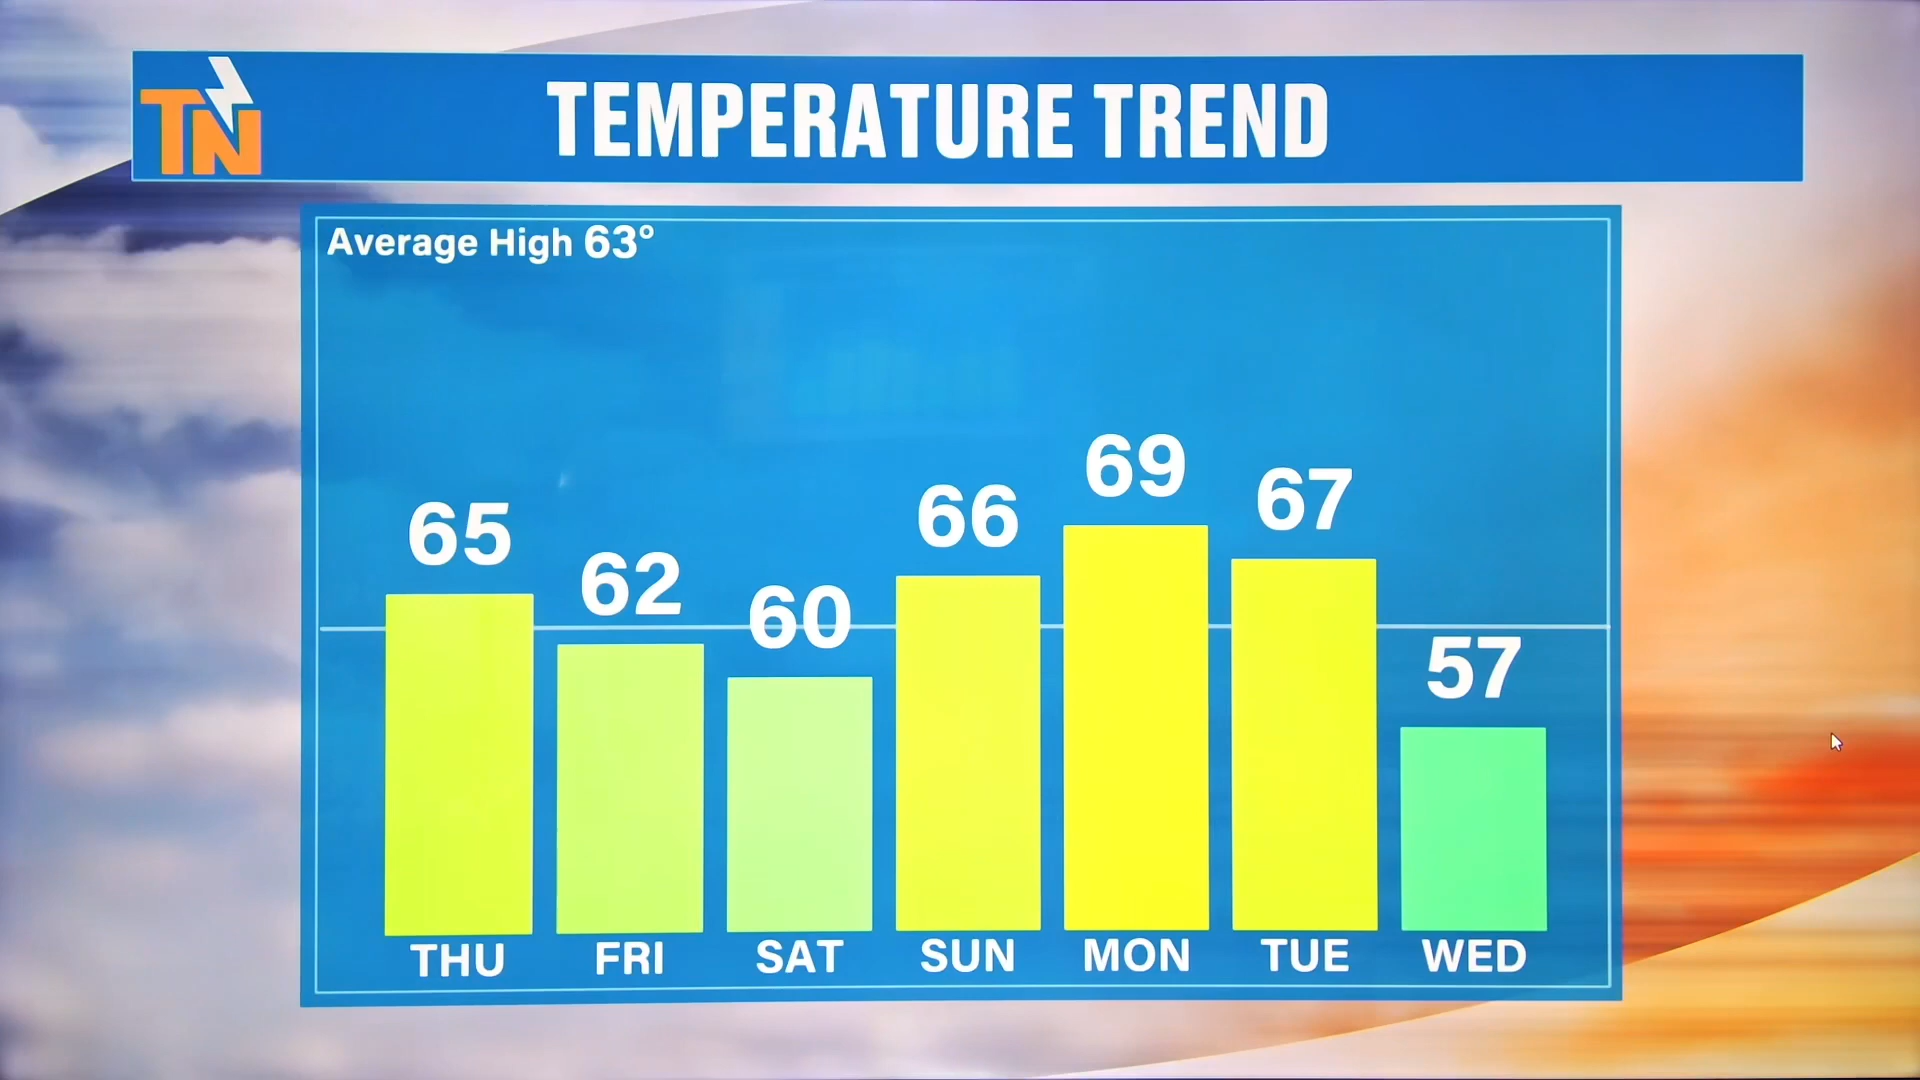 TN
TEMPERATURE TREND
Average High 63°
65
62
60
66
69
67
57
THU
FRI
SAT
SUN
MON
TUE
WED